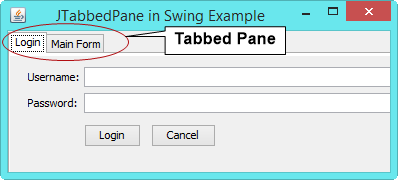 JTabbedPane in Swing Example
Login Main Form
Tabbed Pane
Username:
Password:
Login Cancel